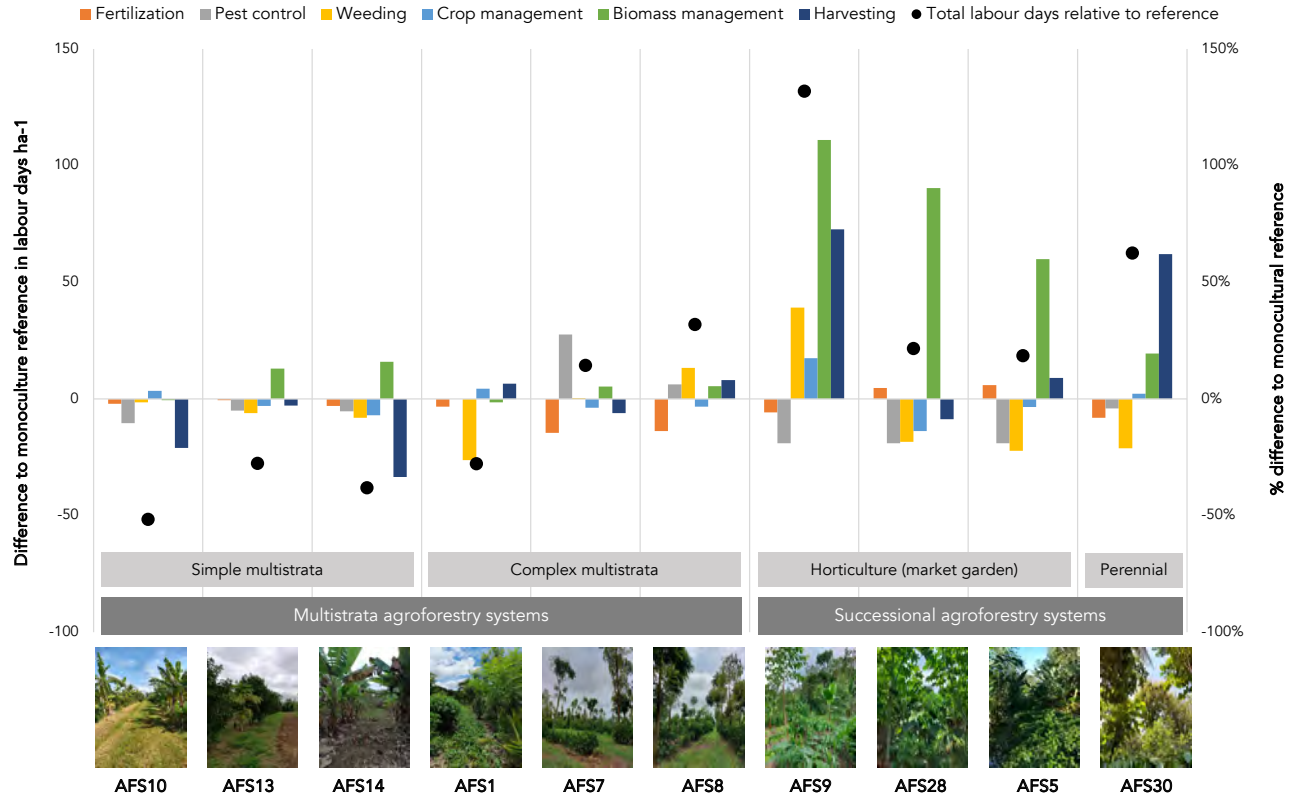 Fertilization Pest control Weeding Crop management Biomass management Harvesting Total labour days relative to reference
150 150%
100 100%
50 50%
0 0%
-50 -50%
-100 -100%
Difference to monoculture reference in labour days ha-1
% difference to monocultural reference
Simple multistrata Complex multistrata Horticulture (market garden) Perennial
Multistrata agroforestry systems Successional agroforestry systems
AFS10 AFS13 AFS14 AFS1 AFS7 AFS8 AFS9 AFS28 AFS5 AFS30